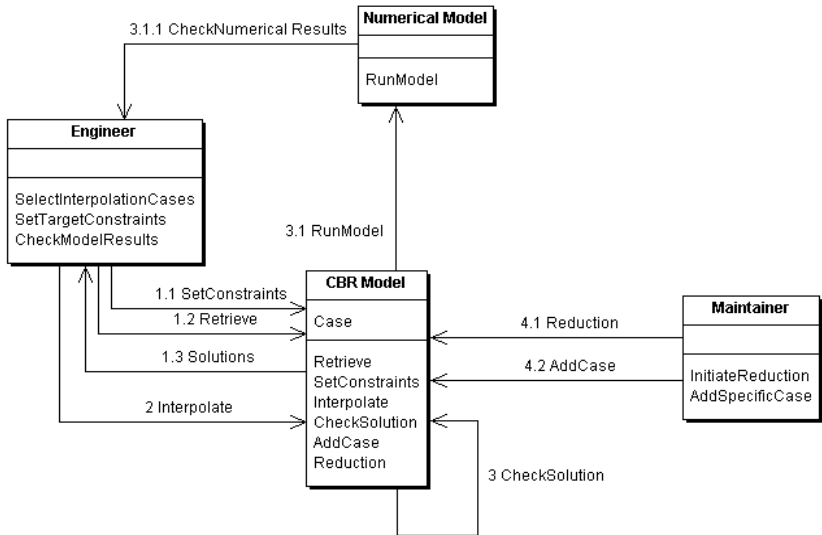 Numerical Model
3.1.1 CheckNumerical Results
RunModel
Engineer
SelectInterpolationCases
SetTargetConstraints
CheckModelResults
3.1 RunModel
CBR Model
1.1 SetConstraints
Case
1.2 Retrieve
1.3 Solutions
Retrieve
SetConstraints
Interpolate
CheckSolution
AddCase
Reduction
2 Interpolate
Maintainer
4.1 Reduction
4.2 AddCase
InitiateReduction
AddSpecificCase
3 CheckSolution